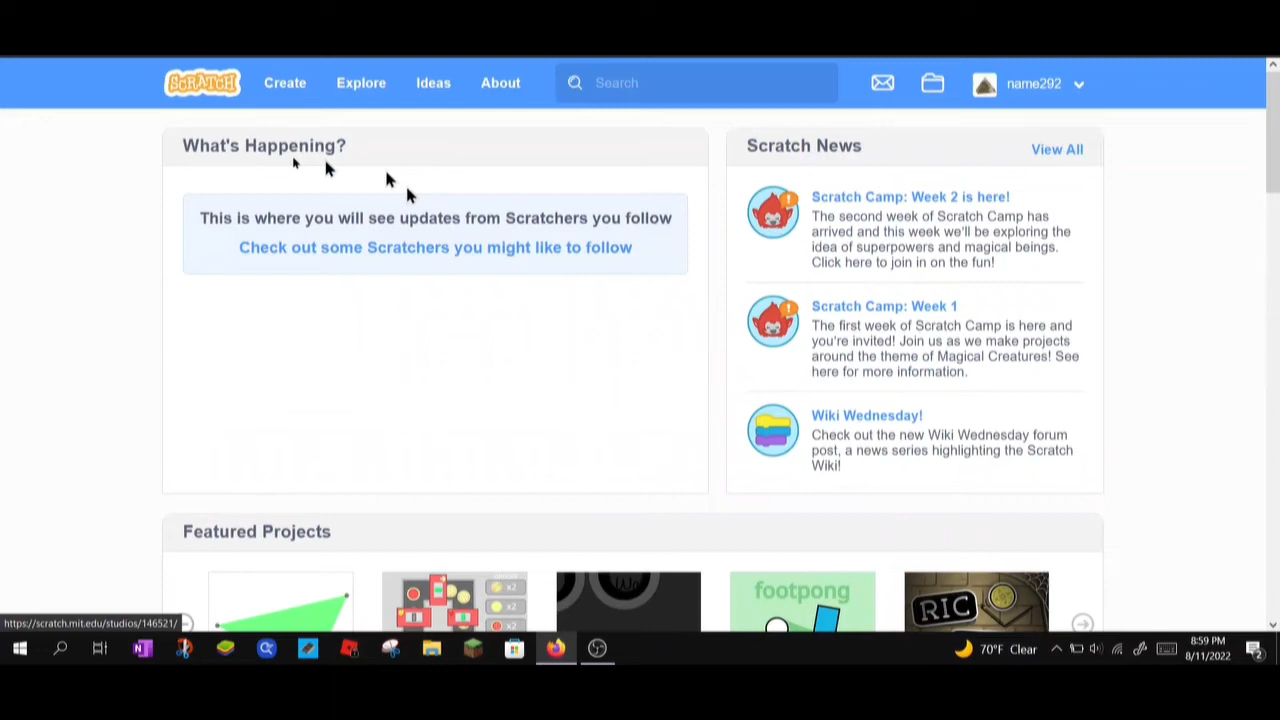 SCRATCH Create Explore Ideas About Search name292
What's Happening?
This is where you will see updates from Scratchers you follow
Check out some Scratchers you might like to follow
Scratch News View All
Scratch Camp: Week 2 is here!
The second week of Scratch Camp has
arrived and this week we'll be exploring the
idea of superpowers and magical beings.
Click here to join in on the fun!
Scratch Camp: Week 1
The first week of Scratch Camp is here and
you're invited! Join us as we make projects
around the theme of Magical Creatures! See
here for more information.
Wiki Wednesday!
Check out the new Wiki Wednesday forum
post, a news series highlighting the Scratch
Wiki!
Featured Projects
x2
x2
x2
footpong
RIC
https://scratch.mit.edu/studios/146521/
70°F Clear
8:59 PM
8/11/2022
2